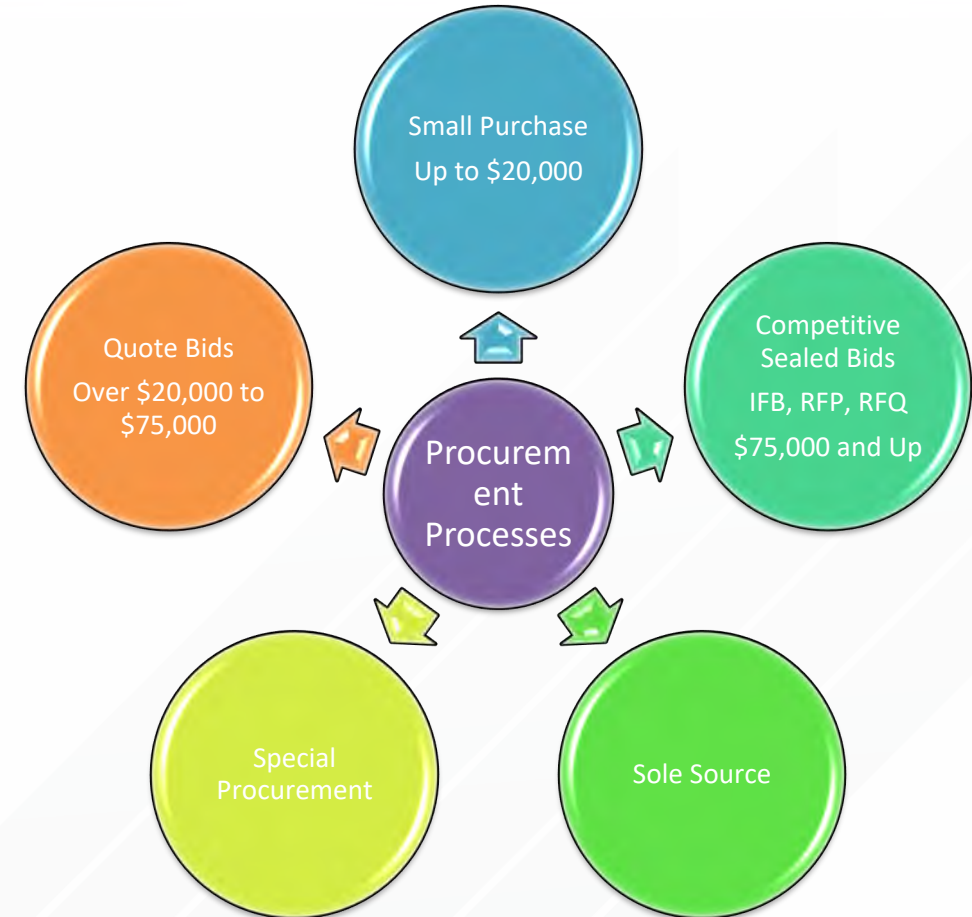 Small Purchase
Up to $20,000
Competitive
Sealed Bids
IFB, RFP, RFQ
$75,000 and Up
Sole Source
Special
Procurement
Quote Bids
Over $20,000 to
$75,000
Procurem
ent
Processes